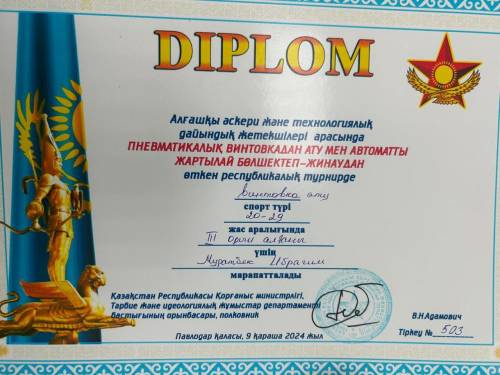 DIPLOM
Алғашқы әскери және технологиялық
дайындық жетекшілері арасында
ПНЕВМАТИКАЛЫҚ ВИНТОВКАДАН АТУ МЕН АВТОМАТТЫ
ЖАРТЫЛАЙ БӨЛШЕКТЕП-ЖИНАУДАН
өткен республикалық турнирде
Винтовка ату
спорт түрі
20-29
жас аралығында
III орын алғаны
үшін
Муратбек Ибрагим
марапатталады
Қазақстан Республикасы Қорғаныс министрлігі,
Тәрбие және идеологиялық жұмыстар департаменті
бастығының орынбасары, полковник
В.Н.Адамович
Тіркеу № 503
Павлодар қаласы, 9 қараша 2024 жыл